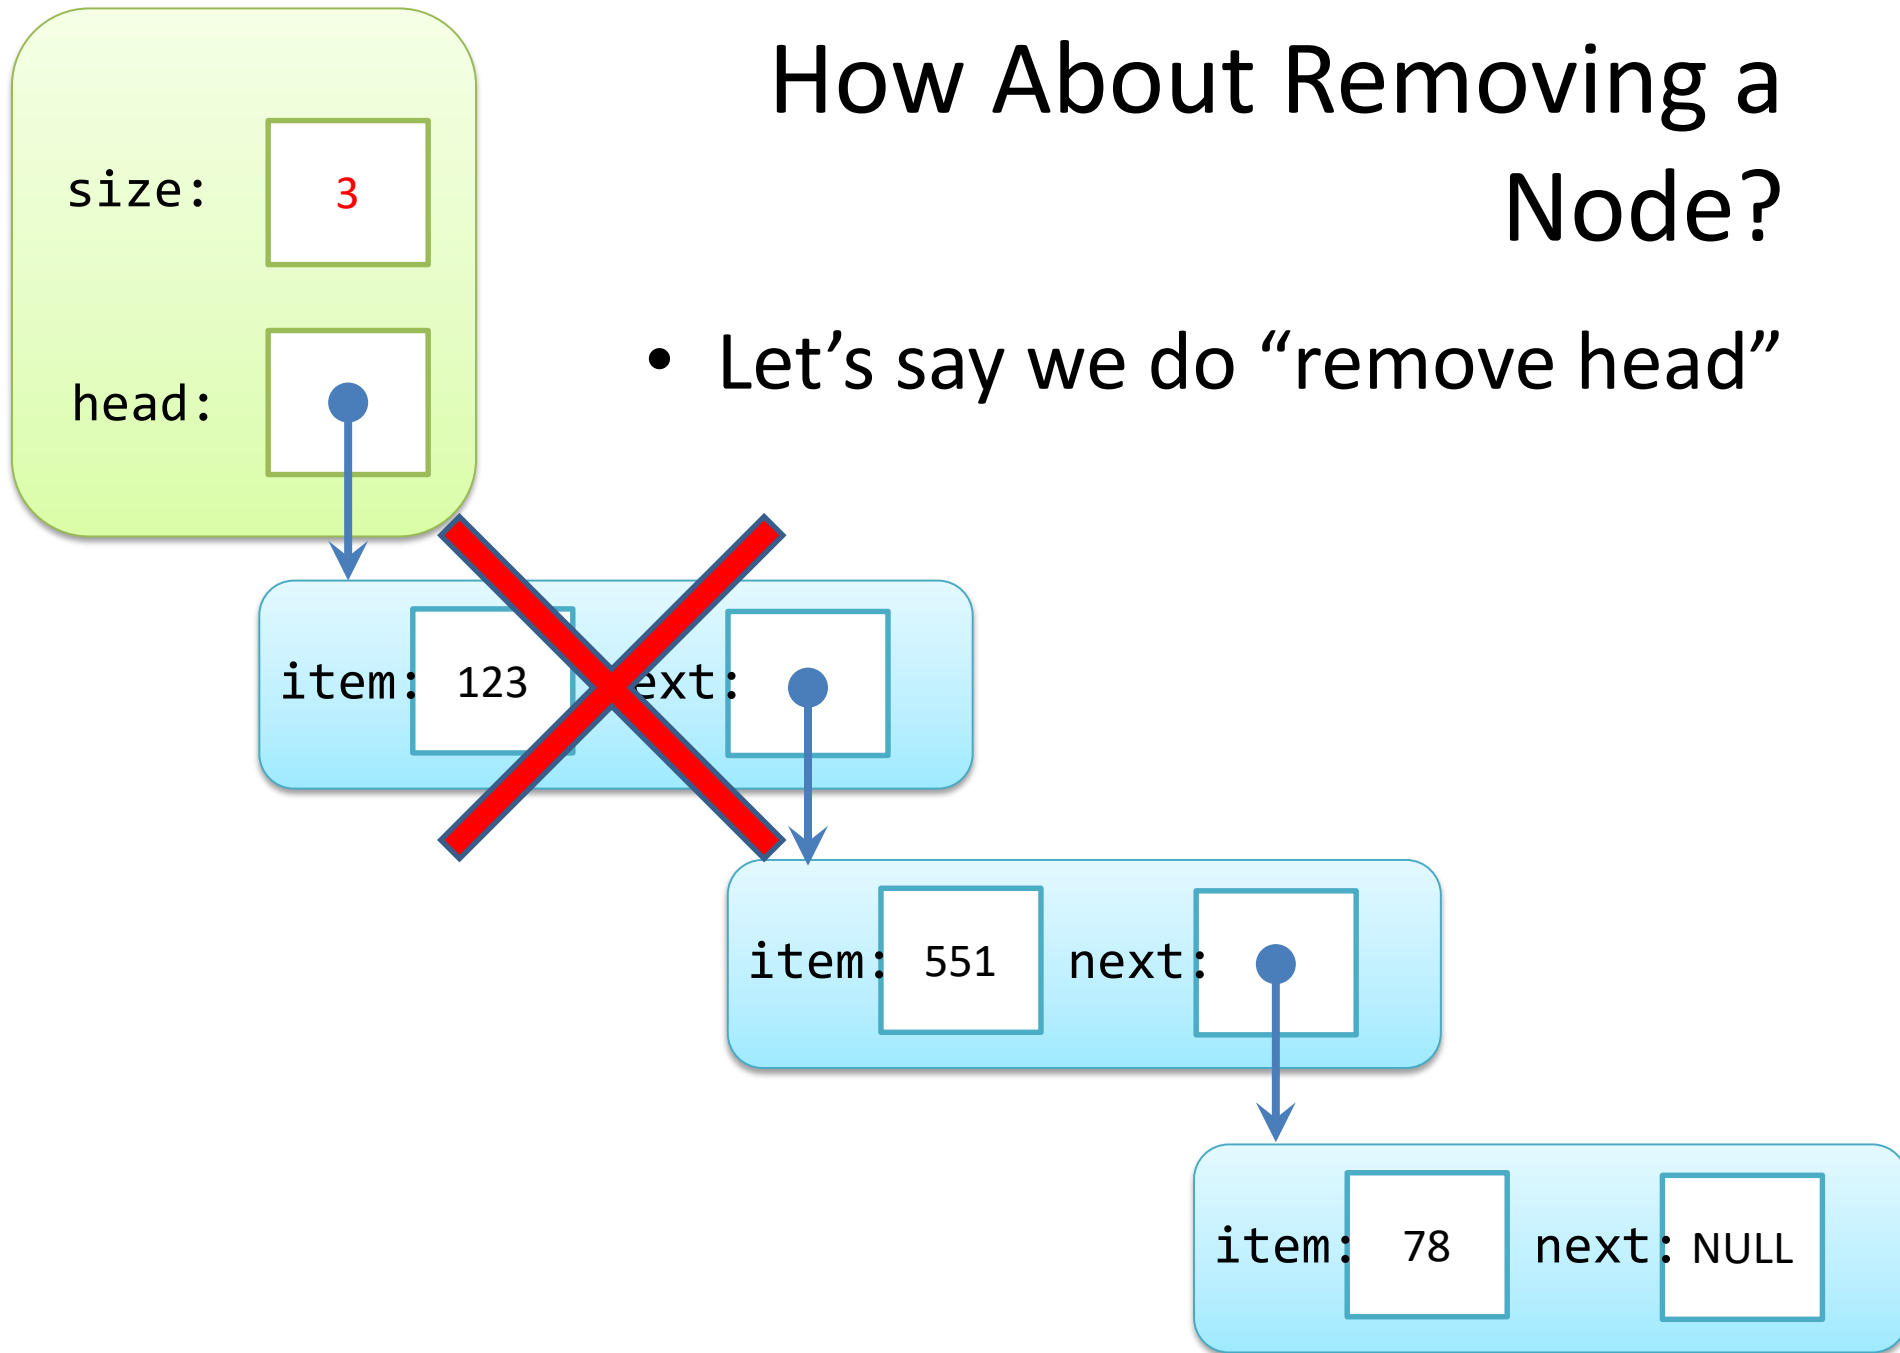 How About Removing a
Node?
• Let’s say we do “remove head”
size: 3
head:
item: 123 ext:
item: 551 next:
item: 78 next: NULL